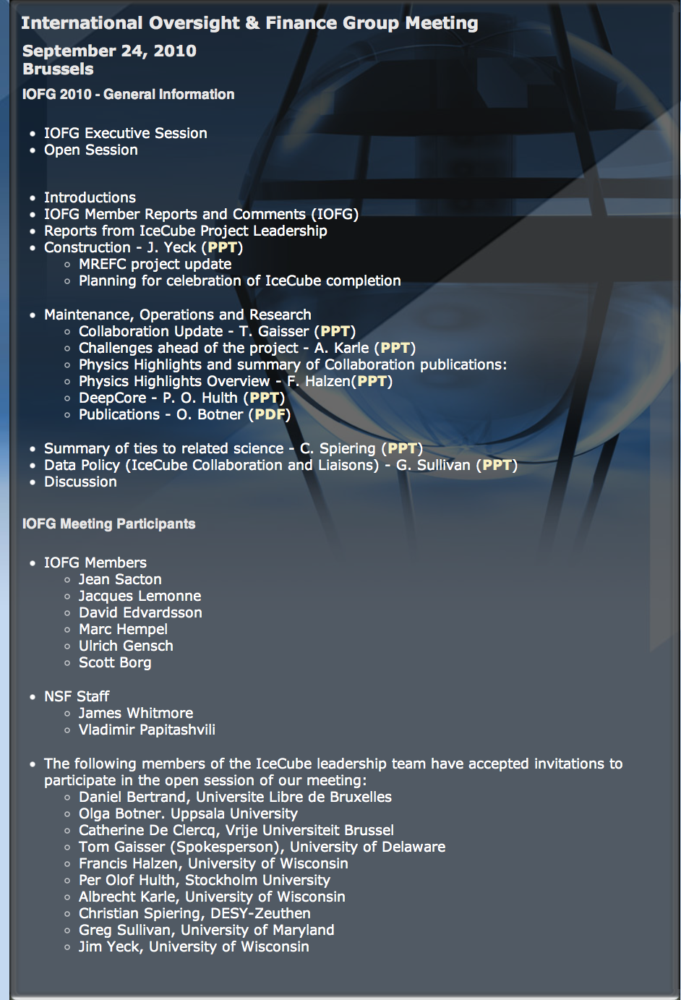 International Oversight & Finance Group Meeting
September 24, 2010
Brussels
IOFG 2010 - General Information
IOFG Executive Session
Open Session
Introductions
IOFG Member Reports and Comments (IOFG)
Reports from IceCube Project Leadership
Construction - J. Yeck (PPT)
MREFC project update
Planning for celebration of IceCube completion
Maintenance, Operations and Research
Collaboration Update - T. Gaisser (PPT)
Challenges ahead of the project - A. Karle (PPT)
Physics Highlights and summary of Collaboration publications:
Physics Highlights Overview - F. Halzen(PPT)
DeepCore - P. O. Hulth (PPT)
Publications - O. Botner (PDF)
Summary of ties to related science - C. Spiering (PPT)
Data Policy (IceCube Collaboration and Liaisons) - G. Sullivan (PPT)
Discussion
IOFG Meeting Participants
IOFG Members
Jean Sacton
Jacques Lemonne
David Edvardsson
Marc Hempel
Ulrich Gensch
Scott Borg
NSF Staff
James Whitmore
Vladimir Papitashvili
The following members of the IceCube leadership team have accepted invitations to
participate in the open session of our meeting:
Daniel Bertrand, Universite Libre de Bruxelles
Olga Botner. Uppsala University
Catherine De Clercq, Vrije Universiteit Brussel
Tom Gaisser (Spokesperson), University of Delaware
Francis Halzen, University of Wisconsin
Per Olof Hulth, Stockholm University
Albrecht Karle, University of Wisconsin
Christian Spiering, DESY-Zeuthen
Greg Sullivan, University of Maryland
Jim Yeck, University of Wisconsin